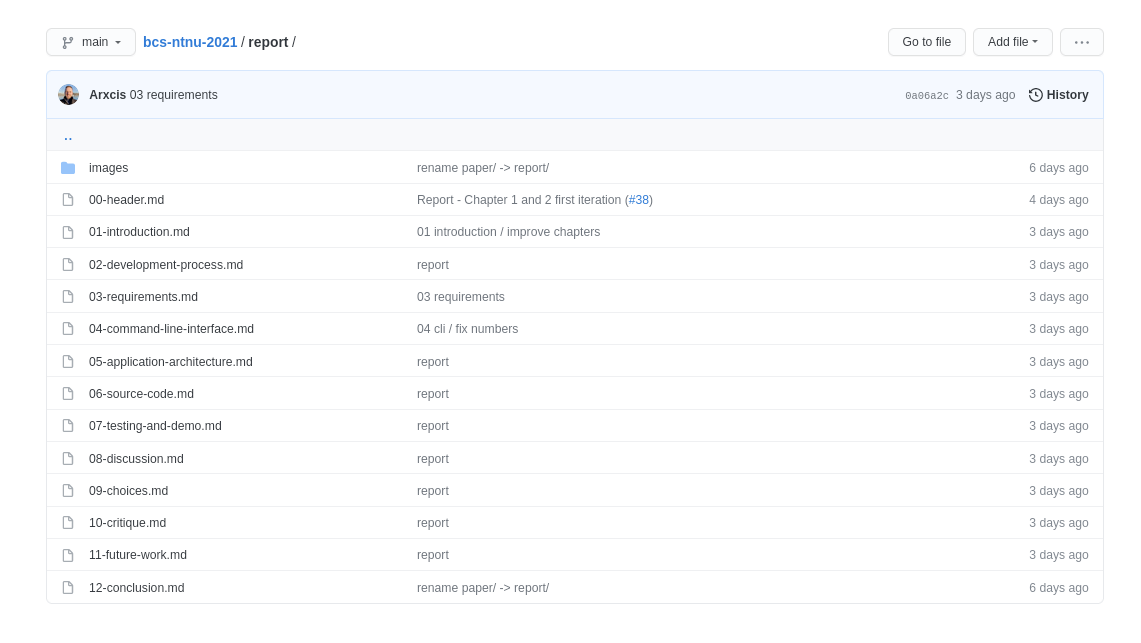 main bcs-ntnu-2021 / report / Go to file Add file ...
Arxcis 03 requirements 0a06a2c 3 days ago History
..
images rename paper/ -> report/ 6 days ago
00-header.md Report - Chapter 1 and 2 first iteration (#38) 4 days ago
01-introduction.md 01 introduction / improve chapters 3 days ago
02-development-process.md report 3 days ago
03-requirements.md 03 requirements 3 days ago
04-command-line-interface.md 04 cli / fix numbers 3 days ago
05-application-architecture.md report 3 days ago
06-source-code.md report 3 days ago
07-testing-and-demo.md report 3 days ago
08-discussion.md report 3 days ago
09-choices.md report 3 days ago
10-critique.md report 3 days ago
11-future-work.md report 3 days ago
12-conclusion.md rename paper/ -> report/ 6 days ago